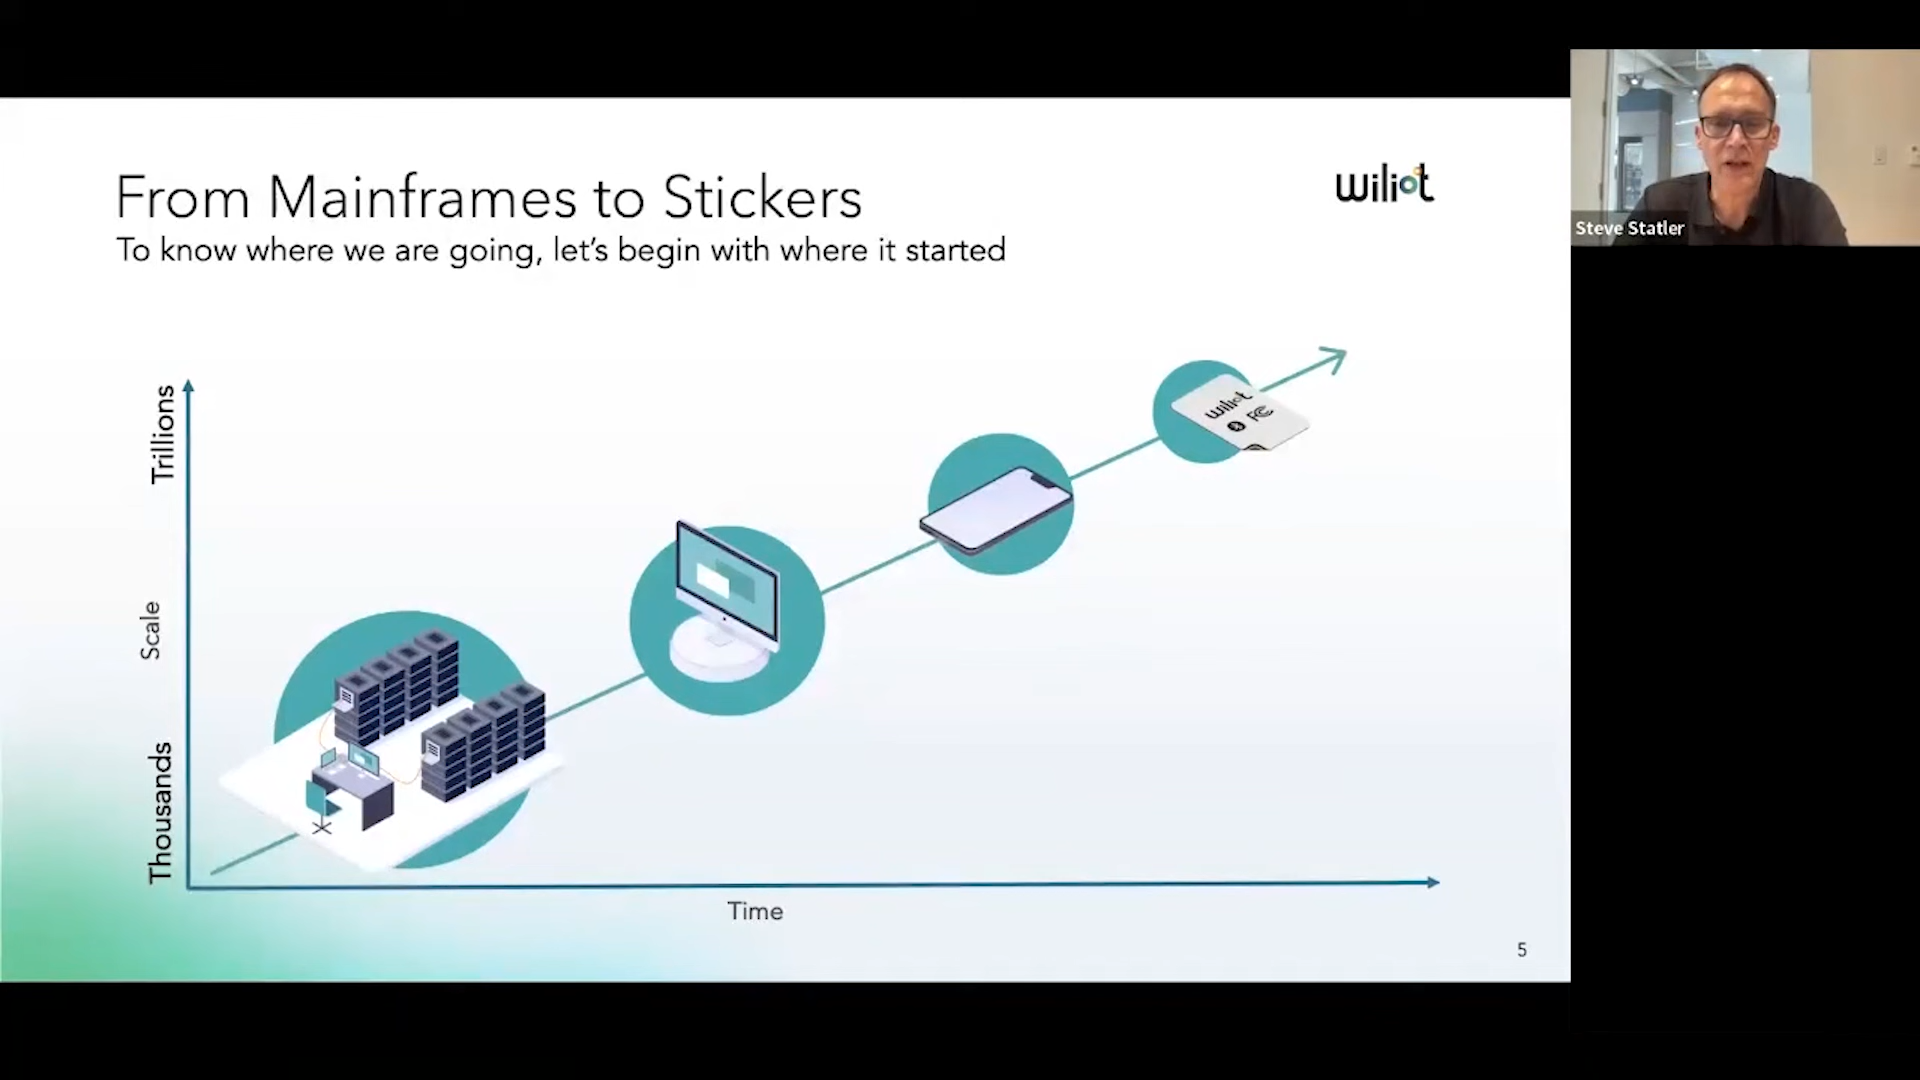 From Mainframes to Stickers
To know where we are going, let's begin with where it started
wiliot
Steve Statler
Trillions
Scale
Thousands
Time
wiliot
FC
5